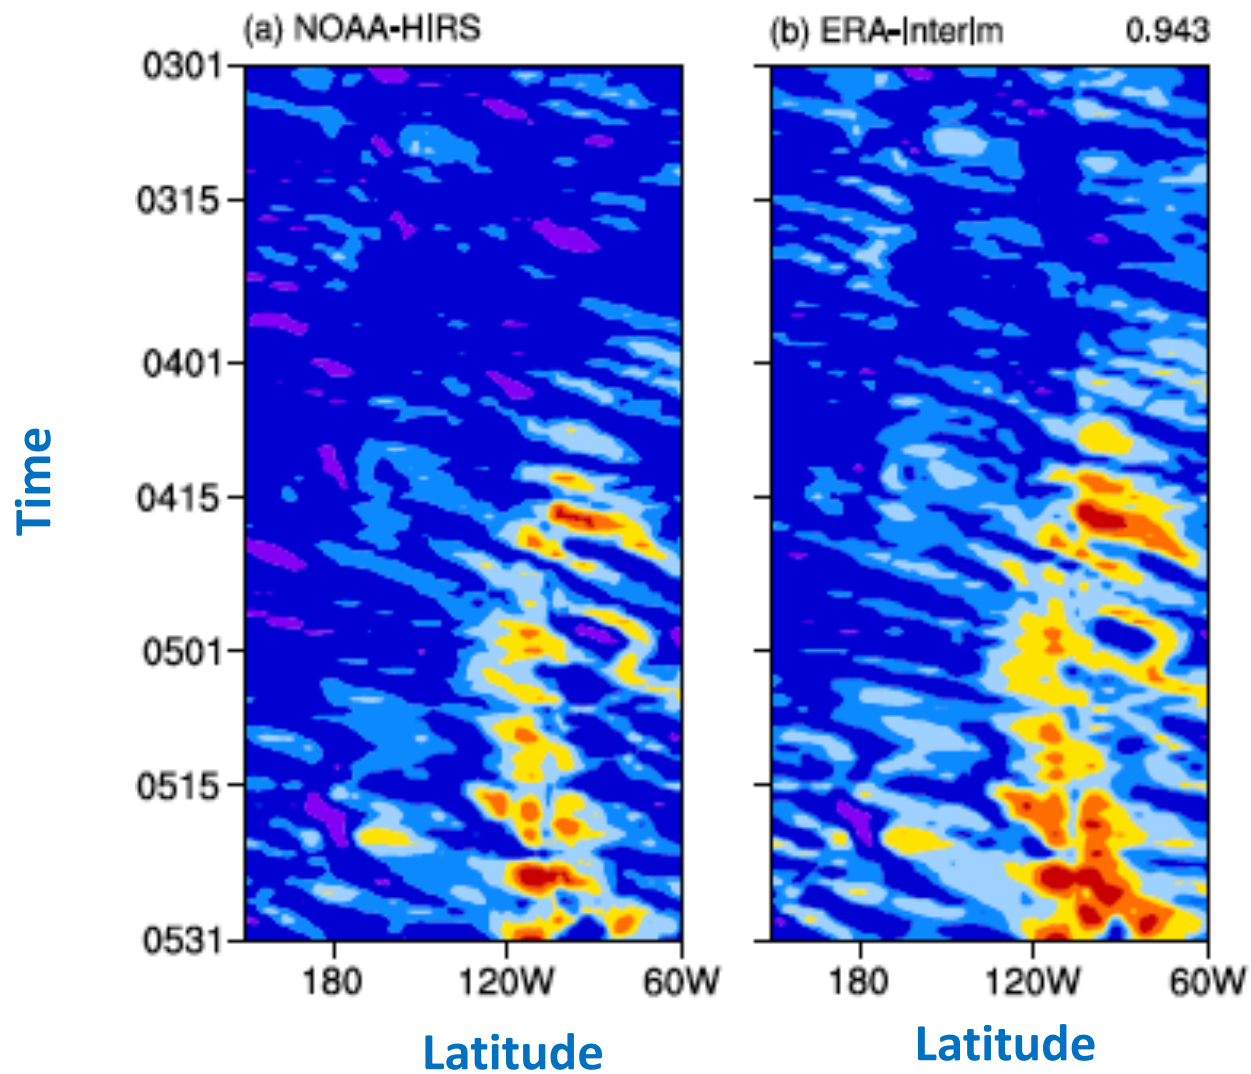 (a) NOAA-HIRS
(b) ERA-Interim 0.943
0301
0315
0401
0415
0501
0515
0531
Time
180 120W 60W
180 120W 60W
Latitude
Latitude